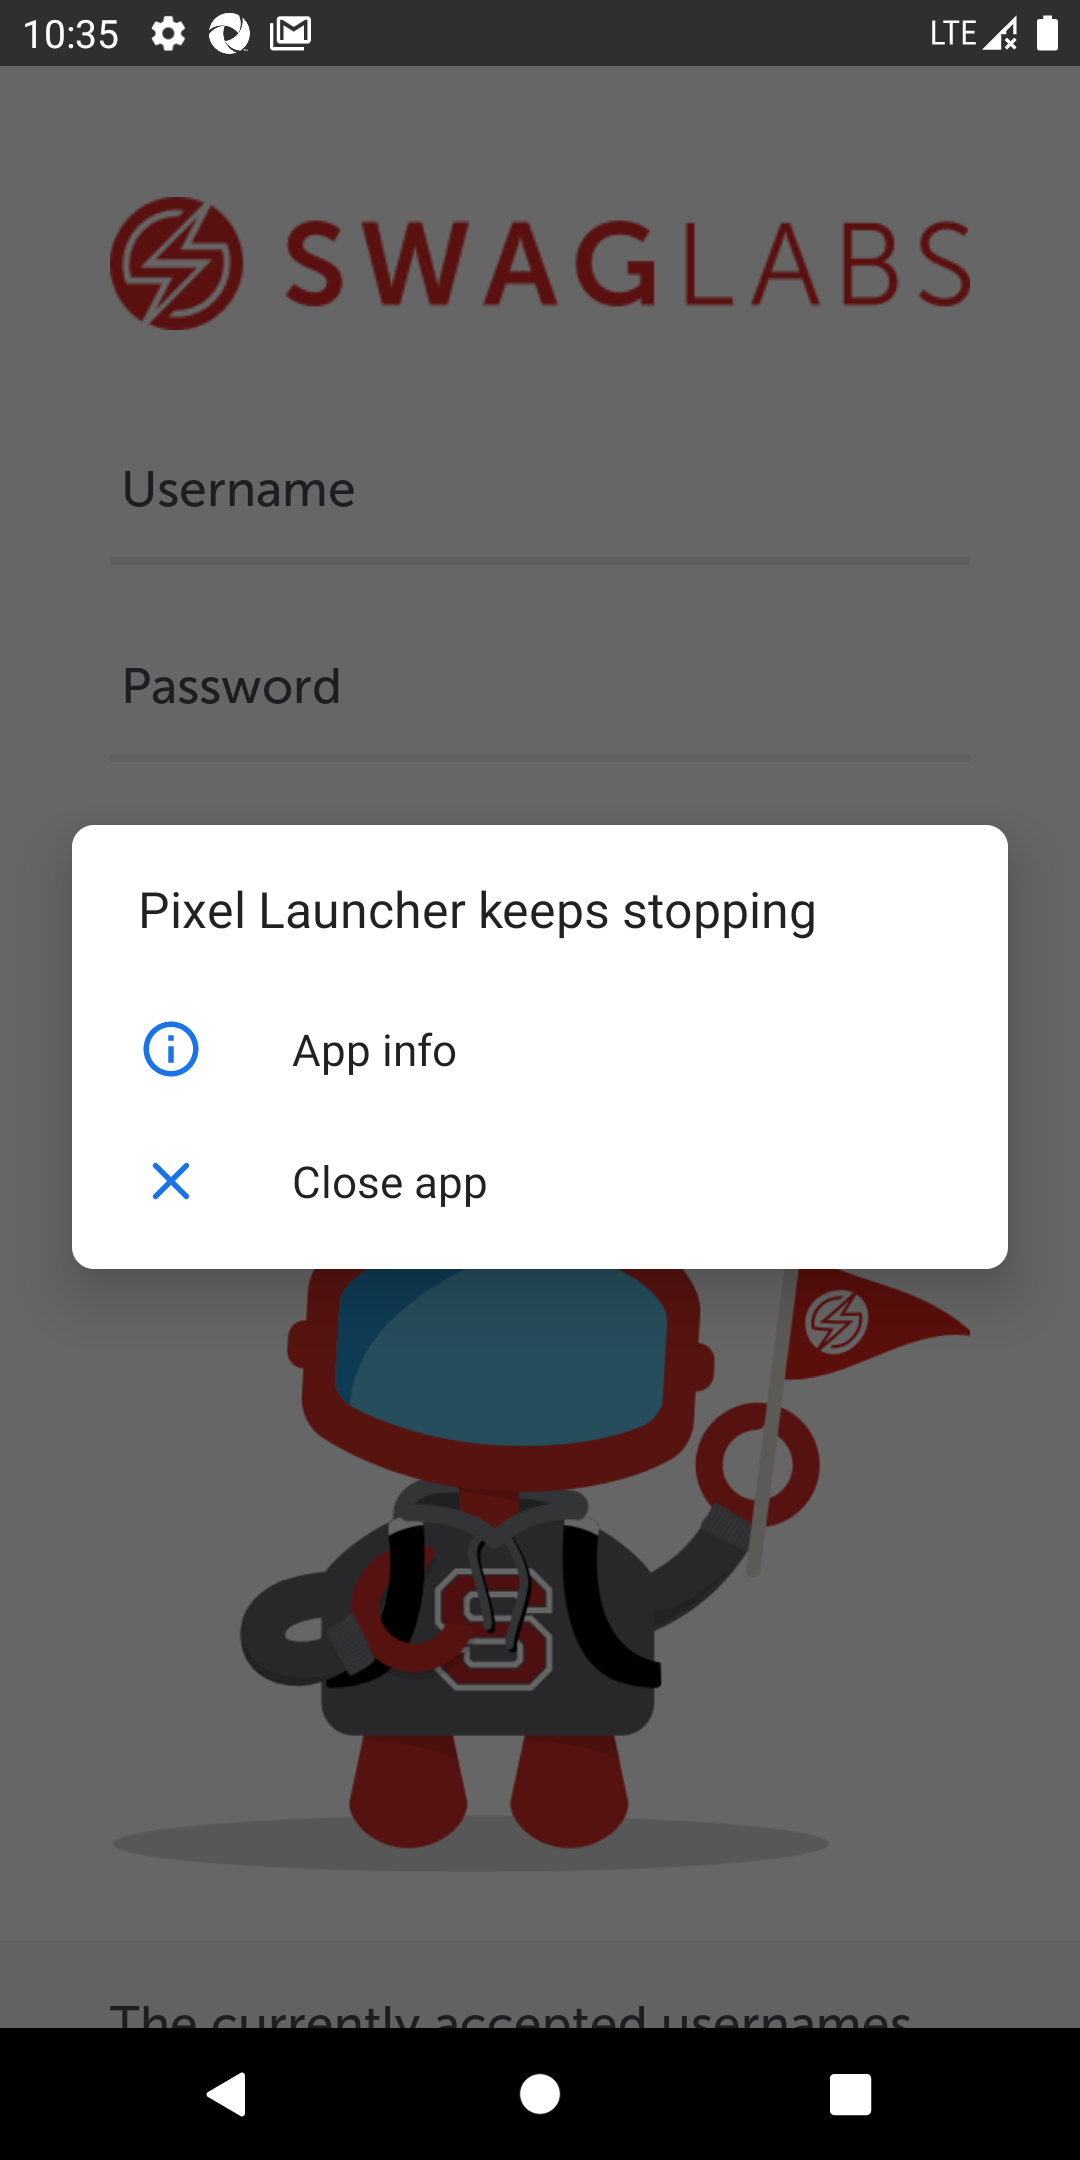 10:35 LTE
SWAGLABS
Username
Password
Pixel Launcher keeps stopping
App info
Close app
S
The currently accepted usernames